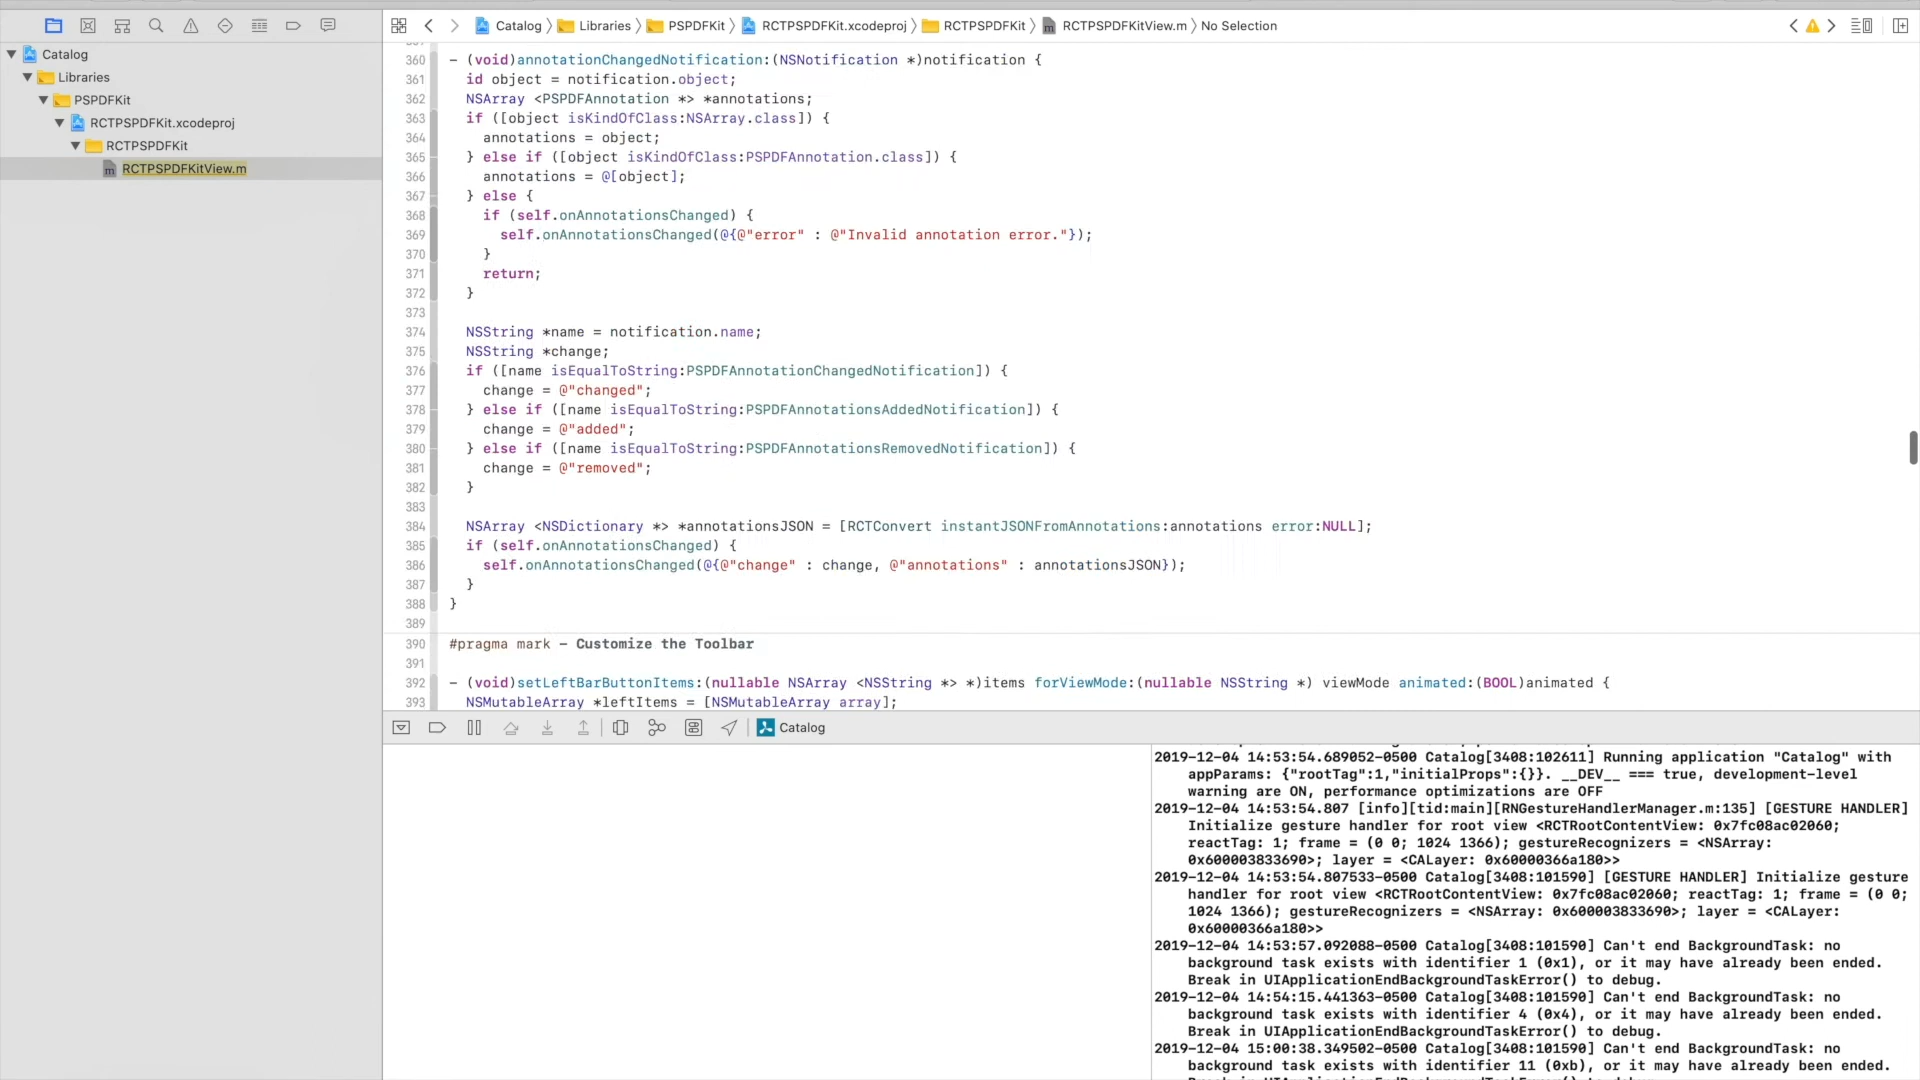 Catalog
Libraries
PSPDFKit
RCTPSPDFKit.xcodeproj
RCTPSPDFKit
RCTPSPDFKitView.m
Catalog Libraries PSPDFKit RCTPSPDFKit.xcodeproj RCTPSPDFKit RCTPSPDFKitView.m No Selection
360 - (void)annotationChangedNotification:(NSNotification *)notification {
361 id object = notification.object;
362 NSArray <PSPDFAnnotation *> *annotations;
363 if ([object isKindOfClass:NSArray.class]) {
364 annotations = object;
365 } else if ([object isKindOfClass:PSPDFAnnotation.class]) {
366 annotations = @[object];
367 } else {
368 if (self.onAnnotationsChanged) {
369 self.onAnnotationsChanged(@{@"error" : @"Invalid annotation error."});
370 }
371 return;
372 }
373
374 NSString *name = notification.name;
375 NSString *change;
376 if ([name isEqualToString:PSPDFAnnotationChangedNotification]) {
377 change = @"changed";
378 } else if ([name isEqualToString:PSPDFAnnotationsAddedNotification]) {
379 change = @"added";
380 } else if ([name isEqualToString:PSPDFAnnotationsRemovedNotification]) {
381 change = @"removed";
382 }
383
384 NSArray <NSDictionary *> *annotationsJSON = [RCTConvert instantJSONFromAnnotations:annotations error:NULL];
385 if (self.onAnnotationsChanged) {
386 self.onAnnotationsChanged(@{@"change" : change, @"annotations" : annotationsJSON});
387 }
388 }
389
390 #pragma mark - Customize the Toolbar
391
392 - (void)setLeftBarButtonItems:(nullable NSArray <NSString *> *)items forViewMode:(nullable NSString *) viewMode animated:(BOOL)animated {
393 NSMutableArray *leftItems = [NSMutableArray array];
Catalog
2019-12-04 14:53:54.689052-0500 Catalog[3408:102611] Running application "Catalog" with
appParams: {"rootTag":1,"initialProps":{}}. __DEV__ === true, development-level
warning are ON, performance optimizations are OFF
2019-12-04 14:53:54.807 [info][tid:main][RNGestureHandlerManager.m:135] [GESTURE HANDLER]
Initialize gesture handler for root view <RCTRootContentView: 0x7fc08ac02060;
reactTag: 1; frame = (0 0; 1024 1366); gestureRecognizers = <NSArray:
0x600003833690>; layer = <CALayer: 0x60000366a180>>
2019-12-04 14:53:54.807533-0500 Catalog[3408:101590] [GESTURE HANDLER] Initialize gesture
handler for root view <RCTRootContentView: 0x7fc08ac02060; reactTag: 1; frame = (0 0;
1024 1366); gestureRecognizers = <NSArray: 0x600003833690>; layer = <CALayer:
0x60000366a180>>
2019-12-04 14:53:57.092088-0500 Catalog[3408:101590] Can't end BackgroundTask: no
background task exists with identifier 1 (0x1), or it may have already been ended.
Break in UIApplicationEndBackgroundTaskError() to debug.
2019-12-04 14:54:15.441363-0500 Catalog[3408:101590] Can't end BackgroundTask: no
background task exists with identifier 4 (0x4), or it may have already been ended.
Break in UIApplicationEndBackgroundTaskError() to debug.
2019-12-04 15:00:38.349502-0500 Catalog[3408:101590] Can't end BackgroundTask: no
background task exists with identifier 11 (0xb), or it may have already been ended.